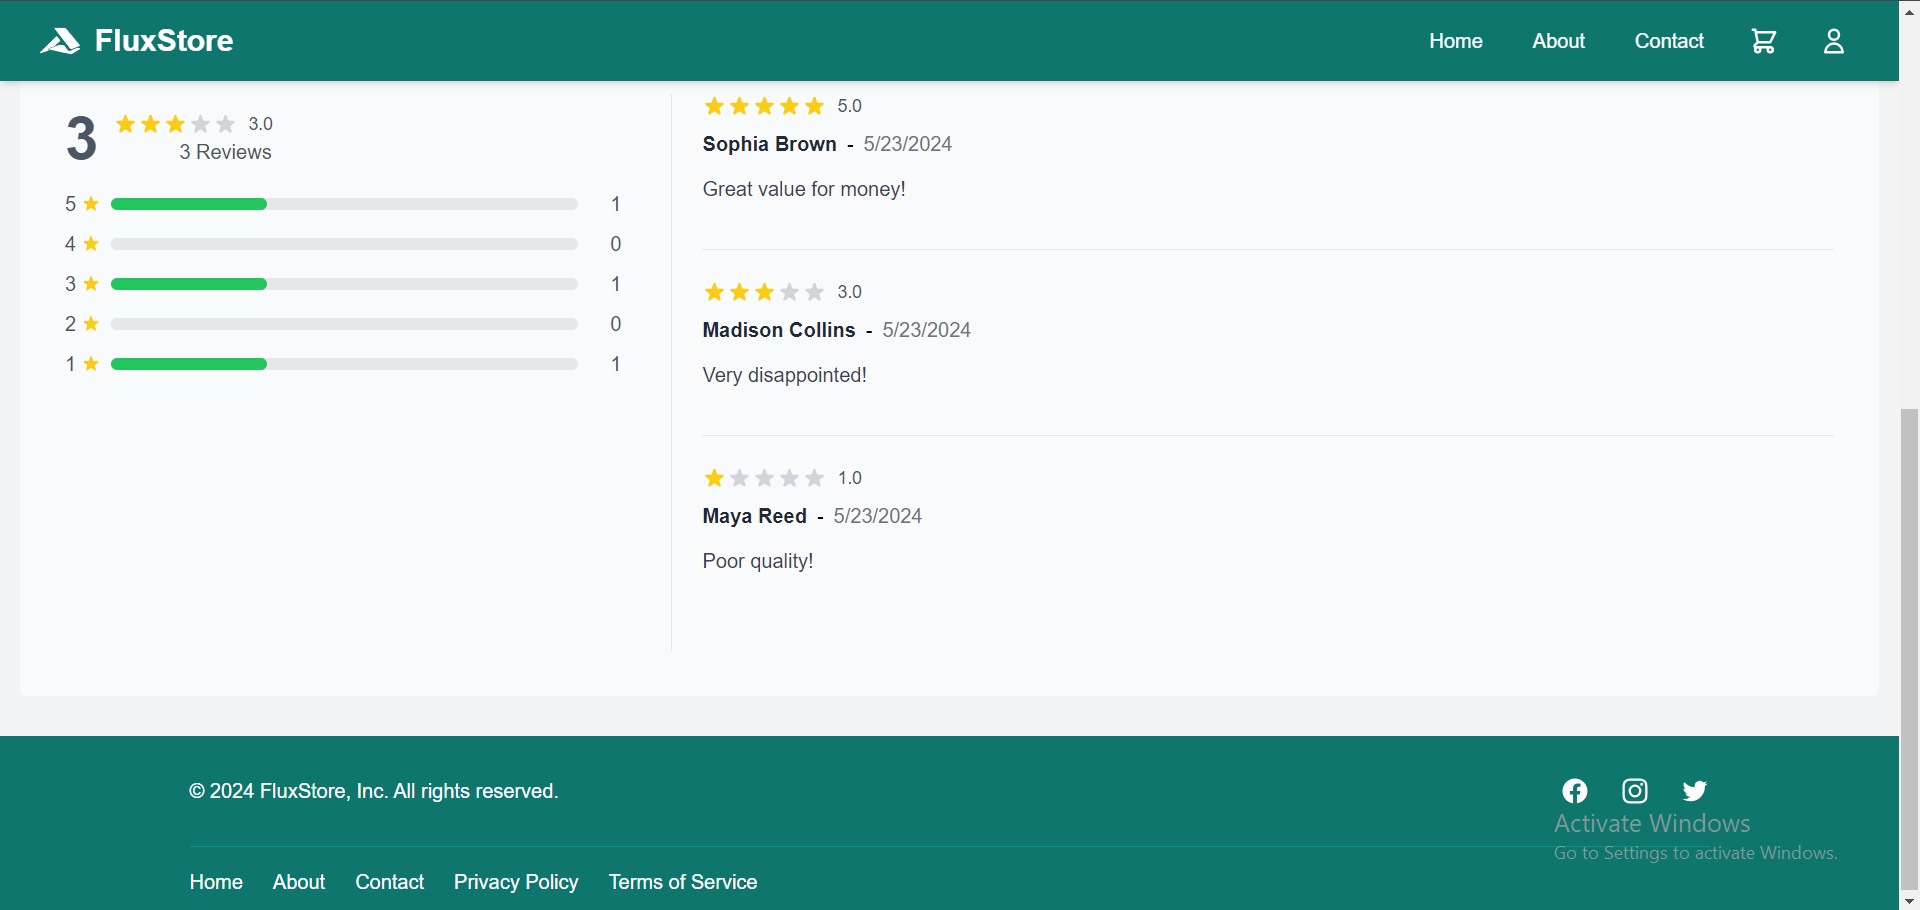 FluxStore
Home About Contact
3 3.0
3 Reviews
5 1
4 0
3 1
2 0
1 1
5.0
Sophia Brown - 5/23/2024
Great value for money!
3.0
Madison Collins - 5/23/2024
Very disappointed!
1.0
Maya Reed - 5/23/2024
Poor quality!
© 2024 FluxStore, Inc. All rights reserved.
Activate Windows
Go to Settings to activate Windows.
Home About Contact Privacy Policy Terms of Service